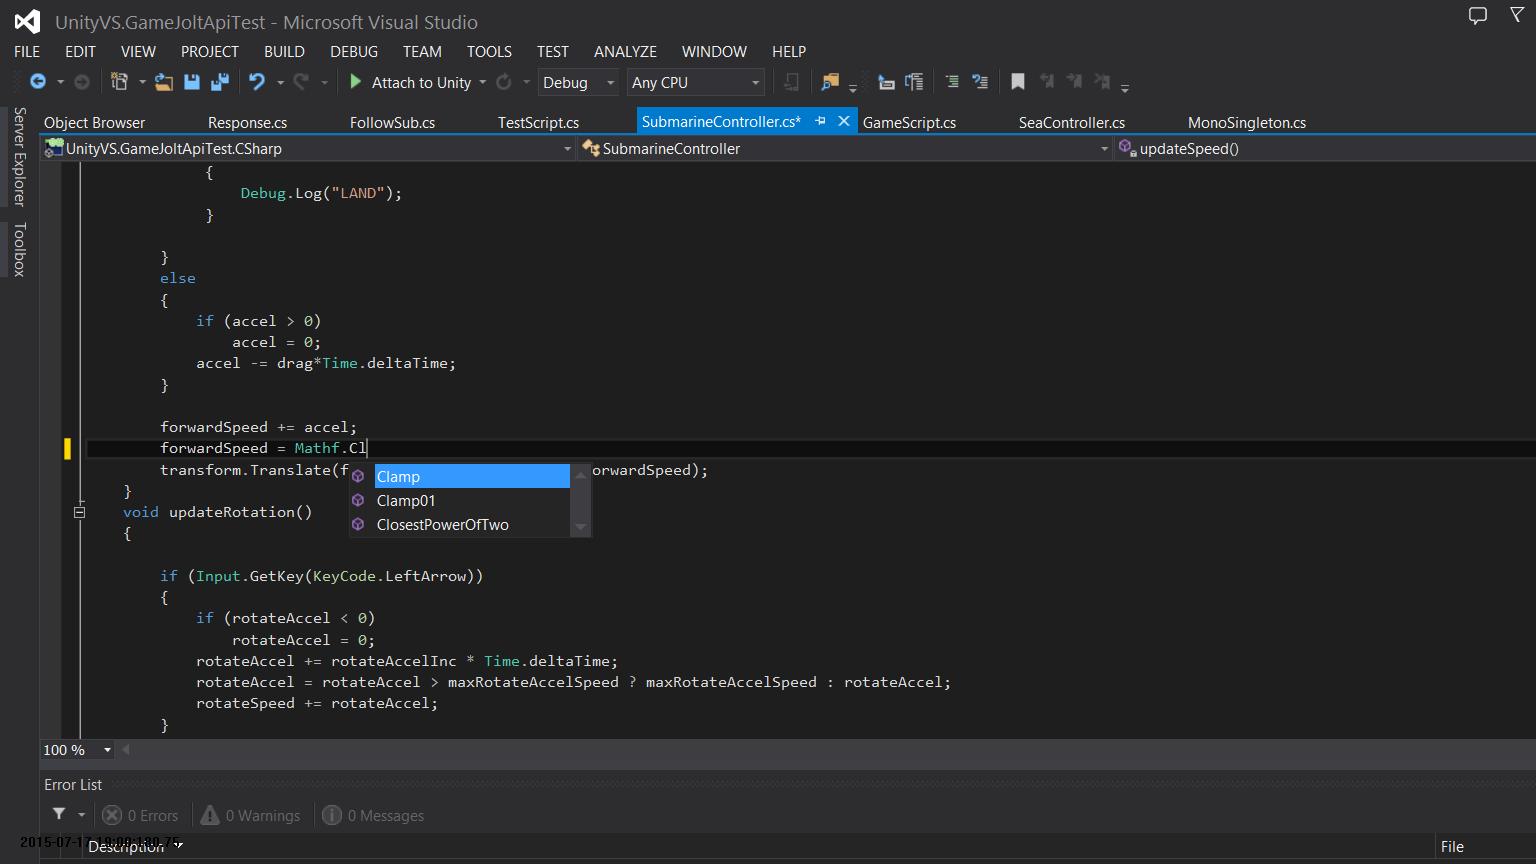 UnityVS.GameJoltApiTest - Microsoft Visual Studio
FILE EDIT VIEW PROJECT BUILD DEBUG TEAM TOOLS TEST ANALYZE WINDOW HELP
Attach to Unity Debug Any CPU
Server Explorer
Toolbox
Object Browser Response.cs FollowSub.cs TestScript.cs SubmarineController.cs* GameScript.cs SeaController.cs MonoSingleton.cs
UnityVS.GameJoltApiTest.CSharp SubmarineController updateSpeed()
{
Debug.Log("LAND");
}
}
else
{
if (accel > 0)
accel = 0;
accel -= drag*Time.deltaTime;
}
forwardSpeed += accel;
forwardSpeed = Mathf.Cl
transform.Translate(f orwardSpeed);
Clamp
Clamp01
ClosestPowerOfTwo
}
void updateRotation()
{
if (Input.GetKey(KeyCode.LeftArrow))
{
if (rotateAccel < 0)
rotateAccel = 0;
rotateAccel += rotateAccelInc * Time.deltaTime;
rotateAccel = rotateAccel > maxRotateAccelSpeed ? maxRotateAccelSpeed : rotateAccel;
rotateSpeed += rotateAccel;
}
100 %
Error List
0 Errors 0 Warnings 0 Messages
Description File